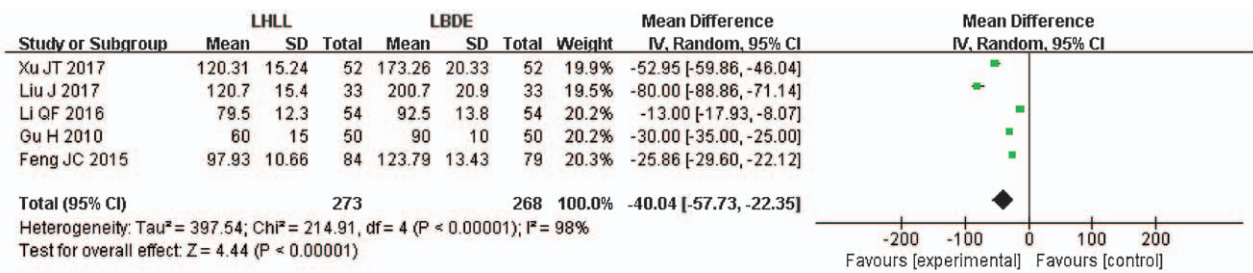 LHLL LBDE Mean Difference Mean Difference
Study or Subgroup Mean SD Total Mean SD Total Weight IV, Random, 95% CI IV, Random, 95% CI
Xu JT 2017 120.31 15.24 52 173.26 20.33 52 19.9% -52.95 [-59.86, -46.04]
Liu J 2017 120.7 15.4 33 200.7 20.9 33 19.5% -80.00 [-88.86, -71.14]
Li QF 2016 79.5 12.3 54 92.5 13.8 54 20.2% -13.00 [-17.93, -8.07]
Gu H 2010 60 15 50 90 10 50 20.2% -30.00 [-35.00, -25.00]
Feng JC 2015 97.93 10.66 84 123.79 13.43 79 20.3% -25.86 [-29.60, -22.12]
Total (95% CI) 273 268 100.0% -40.04 [-57.73, -22.35]
Heterogeneity: Tau² = 397.54; Chi² = 214.91, df = 4 (P < 0.00001); I² = 98%
Test for overall effect: Z = 4.44 (P < 0.00001)
-200 -100 0 100 200
Favours [experimental] Favours [control]